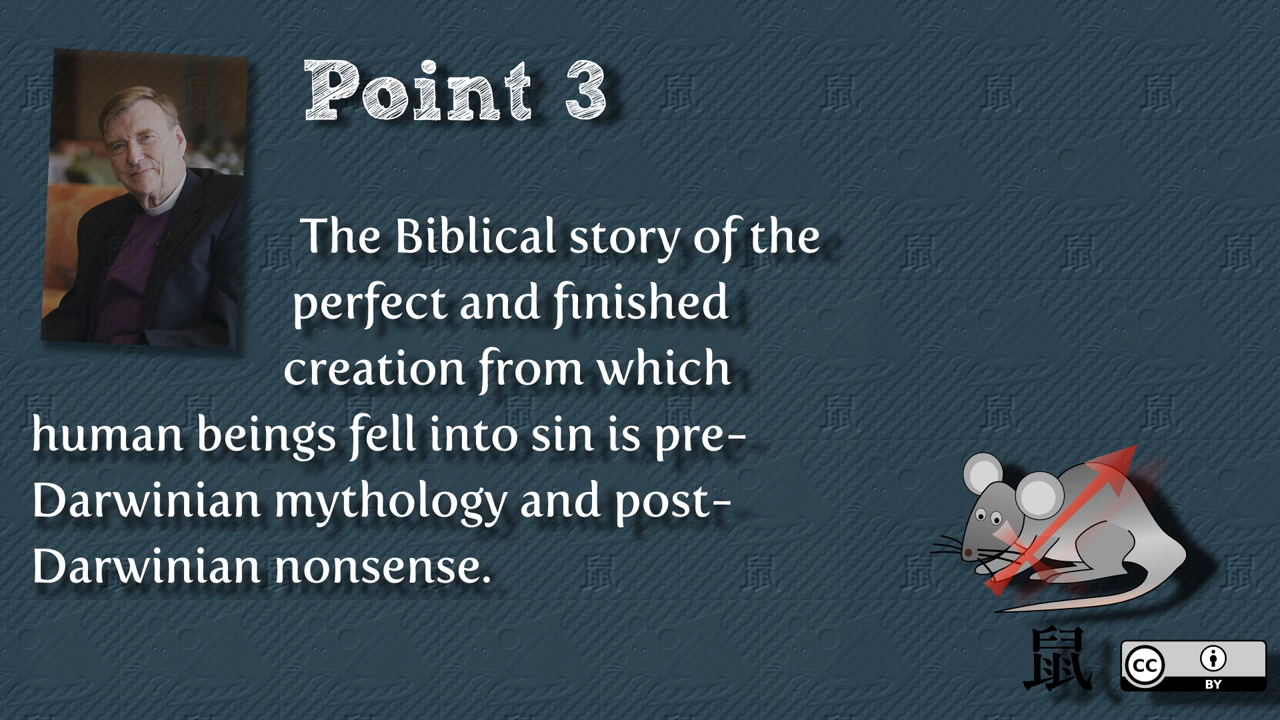 Point 3
The Biblical story of the
perfect and finished
creation from which
human beings fell into sin is pre-
Darwinian mythology and post-
Darwinian nonsense.
鼠
cc
BY